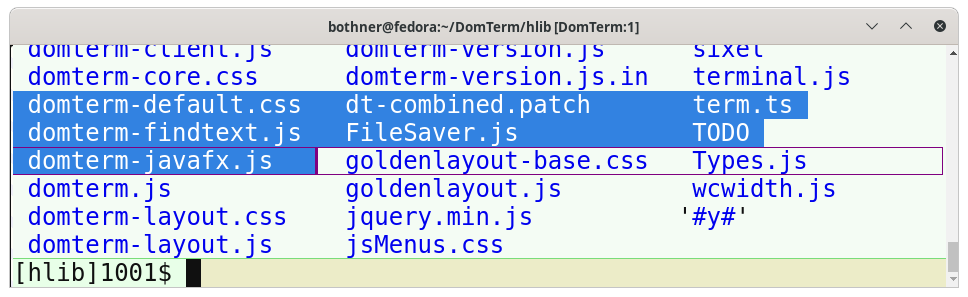 bothner@fedora:~/DomTerm/hlib [DomTerm:1]
domterm-client.js domterm-version.js sixel
domterm-core.css domterm-version.js.in terminal.js
domterm-default.css dt-combined.patch term.ts
domterm-findtext.js FileSaver.js TODO
domterm-javafx.js goldenlayout-base.css Types.js
domterm.js goldenlayout.js wcwidth.js
domterm-layout.css jquery.min.js '#y#'
domterm-layout.js jsMenus.css
[hlib]1001$